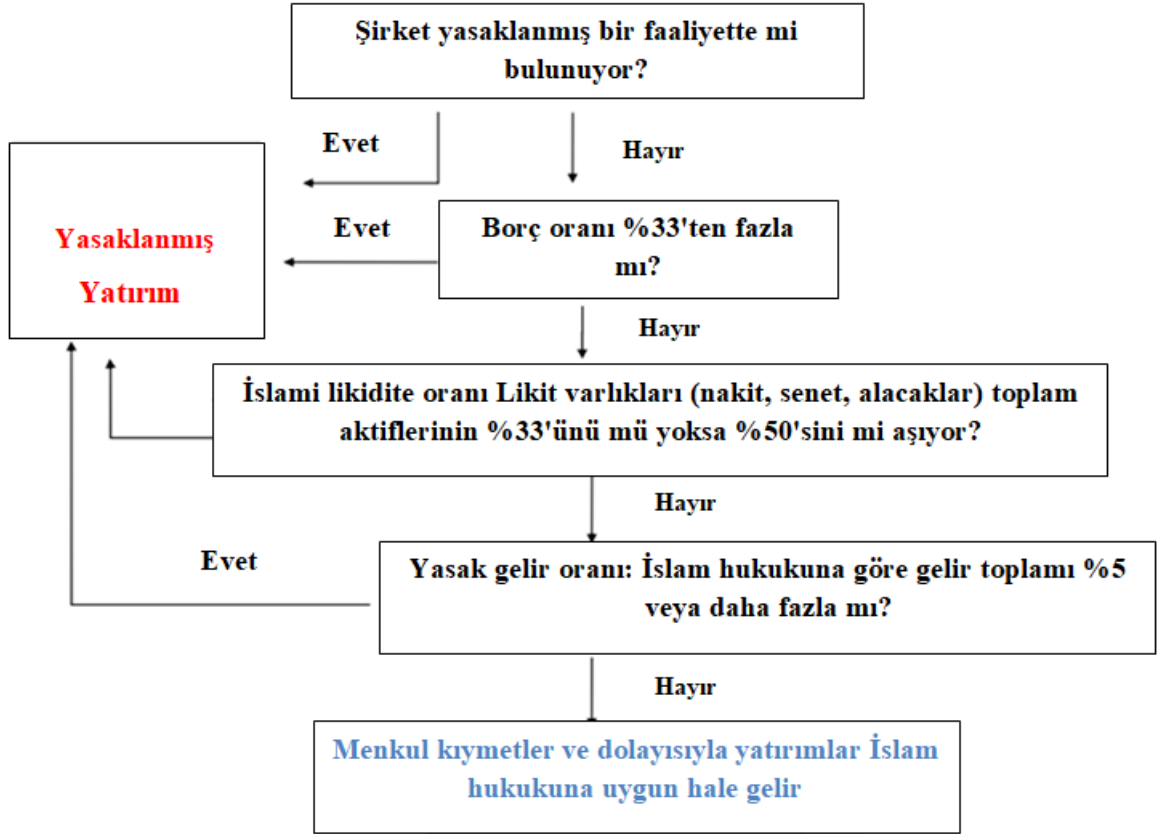 Şirket yasaklanmış bir faaliyette mi
bulunuyor?
Evet
Hayır
Yasaklanmış
Yatırım
Evet
Borç oranı %33'ten fazla
mı?
Hayır
İslami likidite oranı Likit varlıkları (nakit, senet, alacaklar) toplam
aktiflerinin %33'ünü mü yoksa %50'sini mi aşıyor?
Hayır
Evet
Yasak gelir oranı: İslam hukukuna göre gelir toplamı %5
veya daha fazla mı?
Hayır
Menkul kıymetler ve dolayısıyla yatırımlar İslam
hukukuna uygun hale gelir